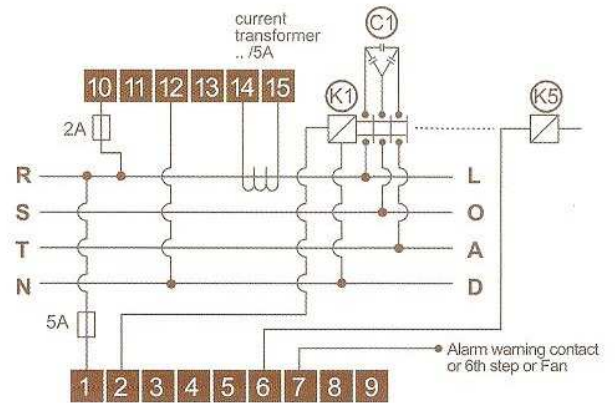 current
transformer
.. /5A
C1
10 11 12 13 14 15
K1
K5
2A
R
L
S
O
T
A
N
D
5A
Alarm warning contact
or 6th step or Fan
1 2 3 4 5 6 7 8 9